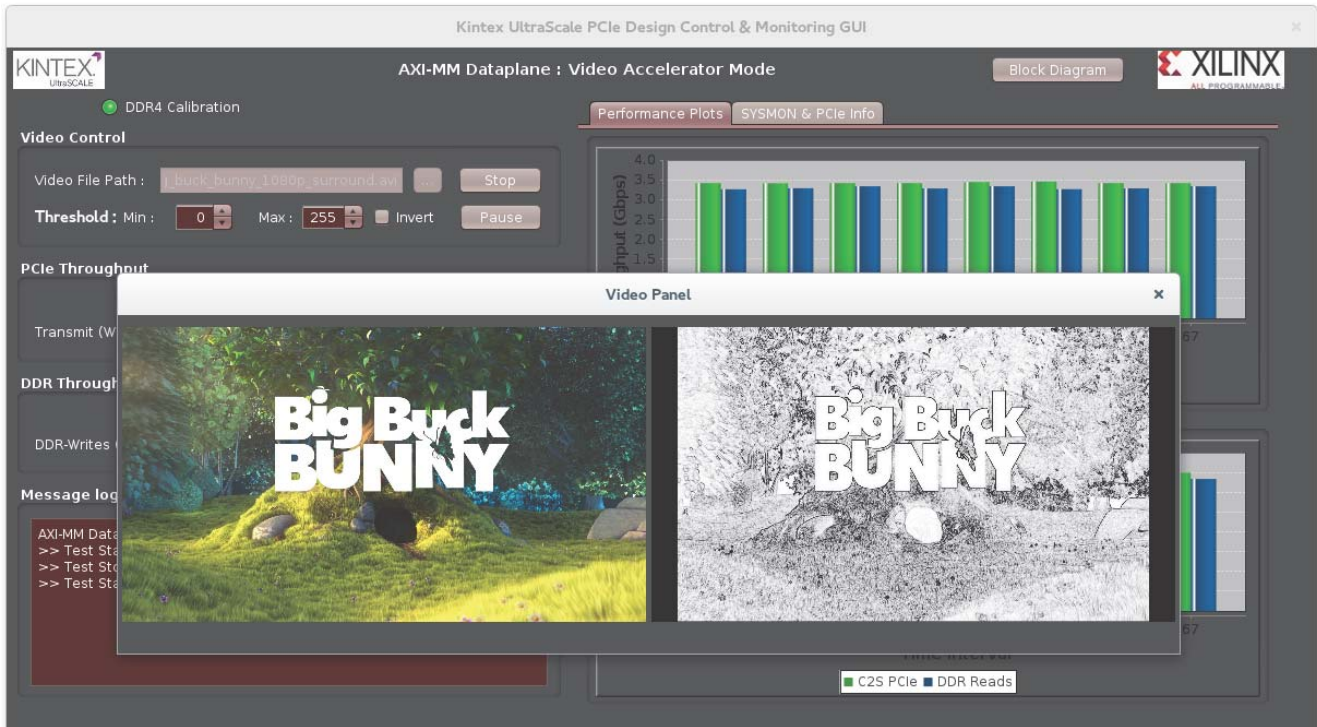 Kintex UltraScale PCIe Design Control & Monitoring GUI
KINTEX.
UltraSCALE
AXI-MM Dataplane : Video Accelerator Mode
Block Diagram
XILINX
ALL PROGRAMMABLE
DDR4 Calibration
Performance Plots
SYSMON & PCIe Info
Video Control
Video File Path :
_buck_bunny_1080p_surround.avi
...
Stop
Threshold : Min :
0
Max :
255
Invert
Pause
4.0
3.5
3.0
2.5
2.0
1.5
(Gbps)
PCIe Throughput
Video Panel
Transmit (W
67
DDR Through
DDR-Writes
Message log
AXI-MM Data
>> Test Sta
>> Test Sto
>> Test Sta
Big Buck
BUNNY
Big Buck
BUNNY
67
C2S PCIe
DDR Reads